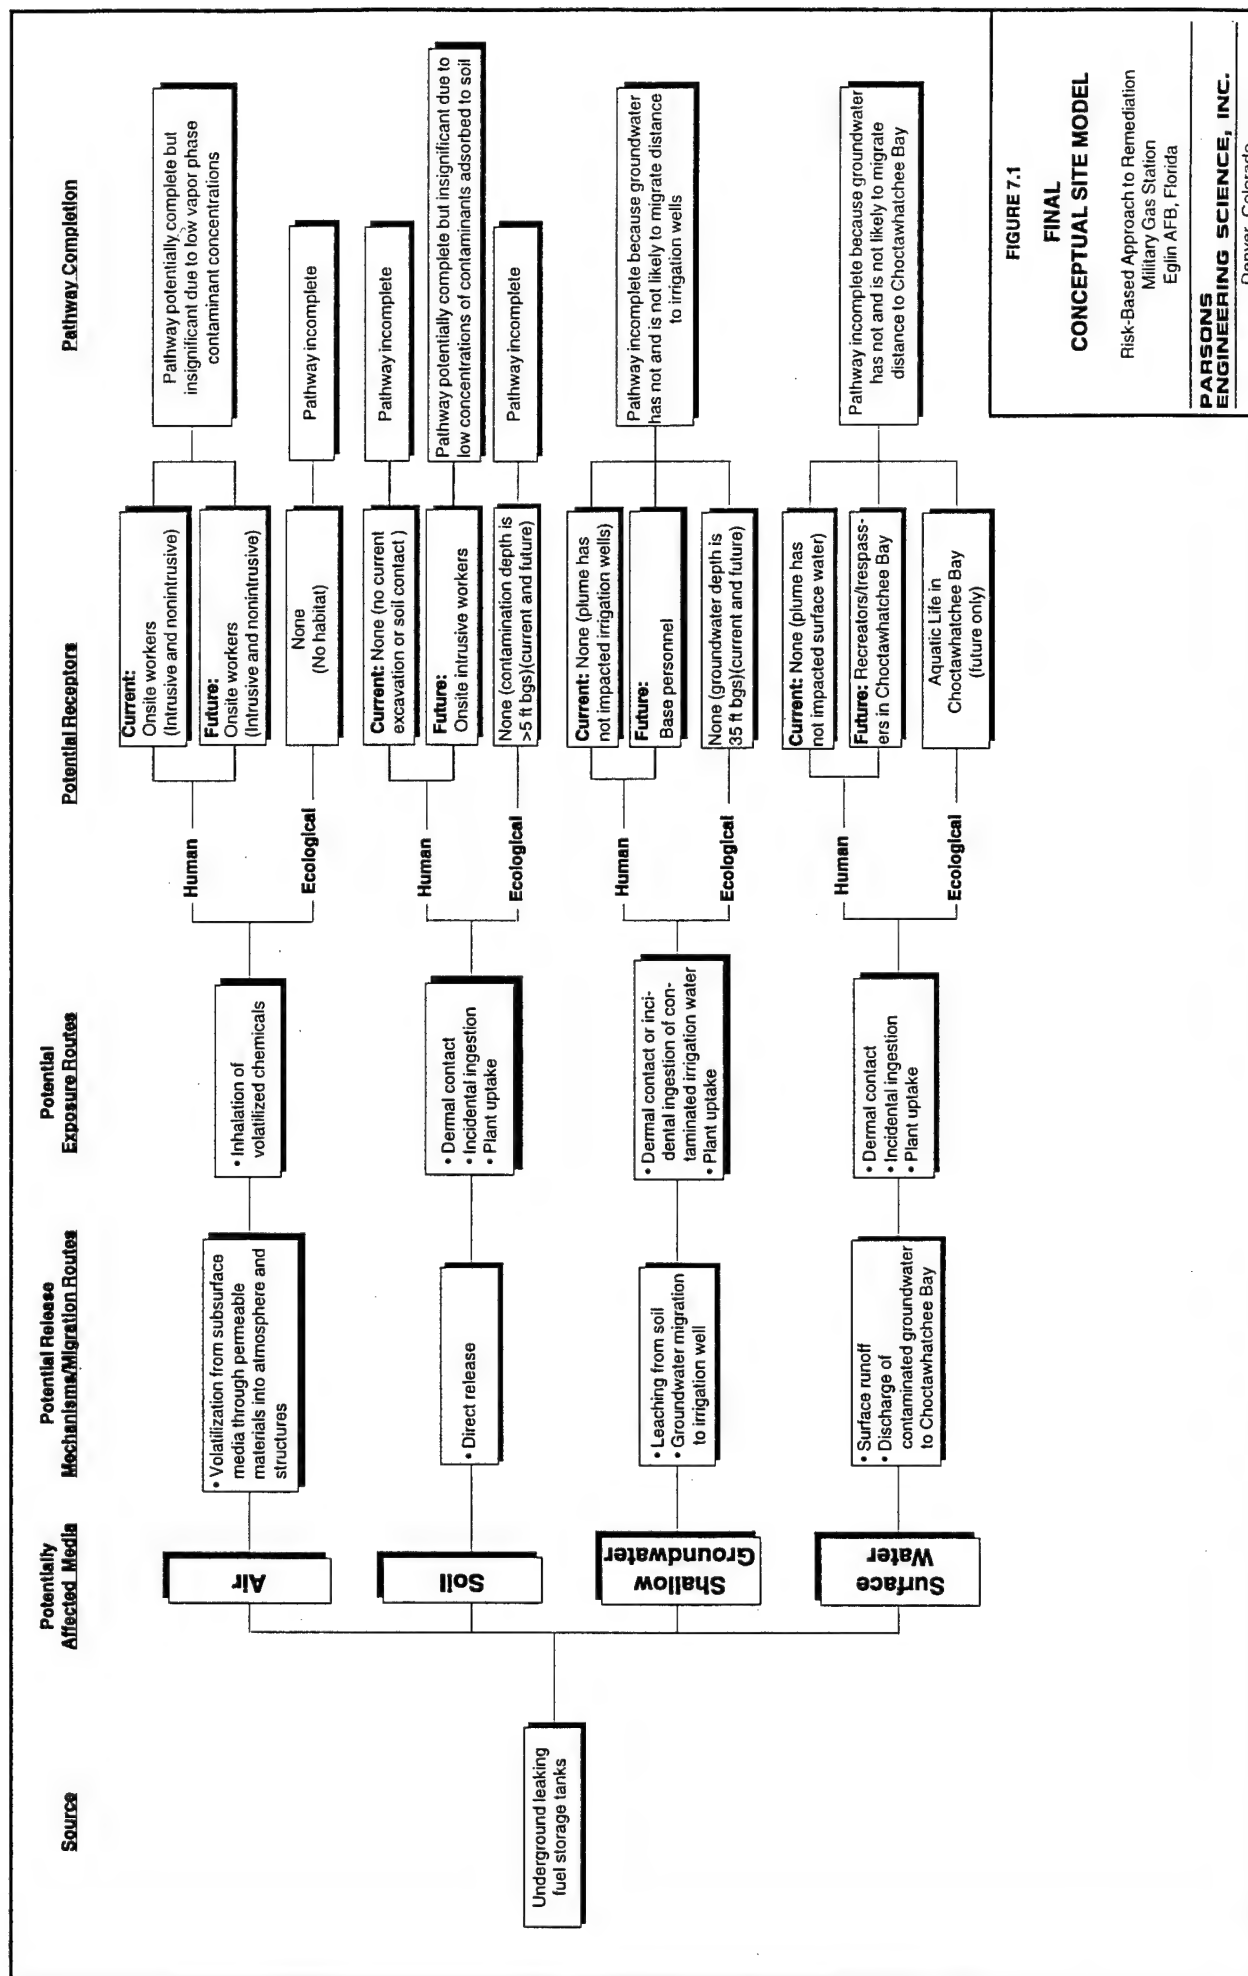 Source
Potentially
Affected Media
Potential Release
Mechanisms/Migration Routes
Potential
Exposure Routes
Potential Receptors
Pathway Completion
Underground leaking
fuel storage tanks
Air
• Volatilization from subsurface
media through permeable
materials into atmosphere and
structures
• Inhalation of
volatilized chemicals
Human
Current:
Onsite workers
(Intrusive and nonintrusive)
Future:
Onsite workers
(Intrusive and nonintrusive)
Pathway potentially complete but
insignificant due to low vapor phase
contaminant concentrations
Ecological
None
(No habitat)
Pathway incomplete
Soil
• Direct release
• Dermal contact
• Incidental ingestion
• Plant uptake
Human
Current: None (no current
excavation or soil contact )
Pathway incomplete
Future:
Onsite intrusive workers
Pathway potentially complete but insignificant due to
low concentrations of contaminants adsorbed to soil
Ecological
None (contamination depth is
>5 ft bgs)(current and future)
Pathway incomplete
Shallow
Groundwater
• Leaching from soil
• Groundwater migration
to irrigation well
• Dermal contact or inci-
dental ingestion of con-
taminated irrigation water
• Plant uptake
Human
Current: None (plume has
not impacted irrigation wells)
Future:
Base personnel
Ecological
None (groundwater depth is
35 ft bgs)(current and future)
Pathway incomplete because groundwater
has not and is not likely to migrate distance
to irrigation wells
Surface
Water
• Surface runoff
• Discharge of
contaminated groundwater
to Choctawhatchee Bay
• Dermal contact
• Incidental ingestion
• Plant uptake
Human
Current: None (plume has
not impacted surface water)
Future: Recreators/trespass-
ers in Choctawhatchee Bay
Ecological
Aquatic Life in
Choctawhatchee Bay
(future only)
Pathway incomplete because groundwater
has not and is not likely to migrate
distance to Choctawhatchee Bay
FIGURE 7.1
FINAL
CONCEPTUAL SITE MODEL
Risk-Based Approach to Remediation
Military Gas Station
Eglin AFB, Florida
PARSONS
ENGINEERING SCIENCE, INC.
Denver, Colorado